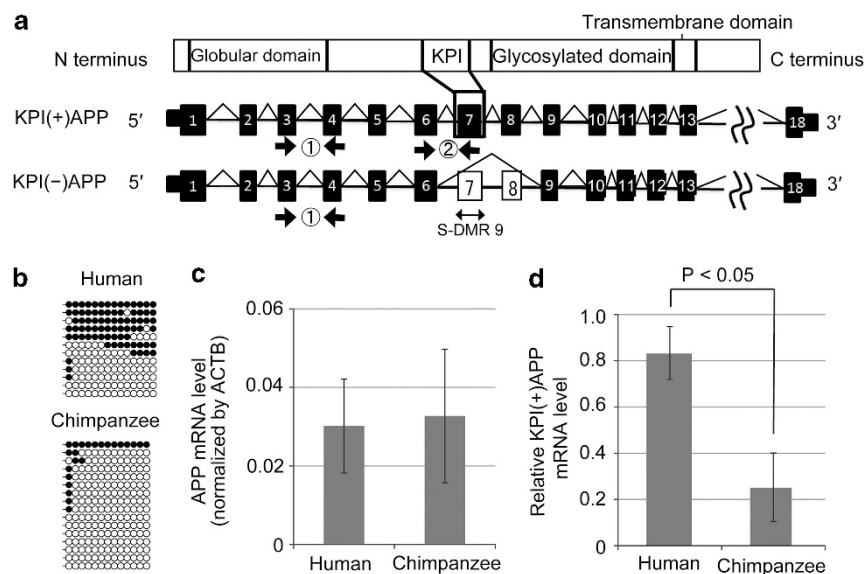 a
Transmembrane domain
N terminus Globular domain KPI Glycosylated domain C terminus
KPI(+)APP 5′ 1 2 3 4 5 6 7 8 9 10 11 12 13 18 3′
① ②
KPI(−)APP 5′ 1 2 3 4 5 6 7 8 9 10 11 12 13 18 3′
① S-DMR 9
b
Human
Chimpanzee
c
APP mRNA level
(normalized by ACTB)
0.06
0.04
0.02
0
Human Chimpanzee
d
P < 0.05
Relative KPI(+)APP
mRNA level
1.0
0.8
0.6
0.4
0.2
0
Human Chimpanzee